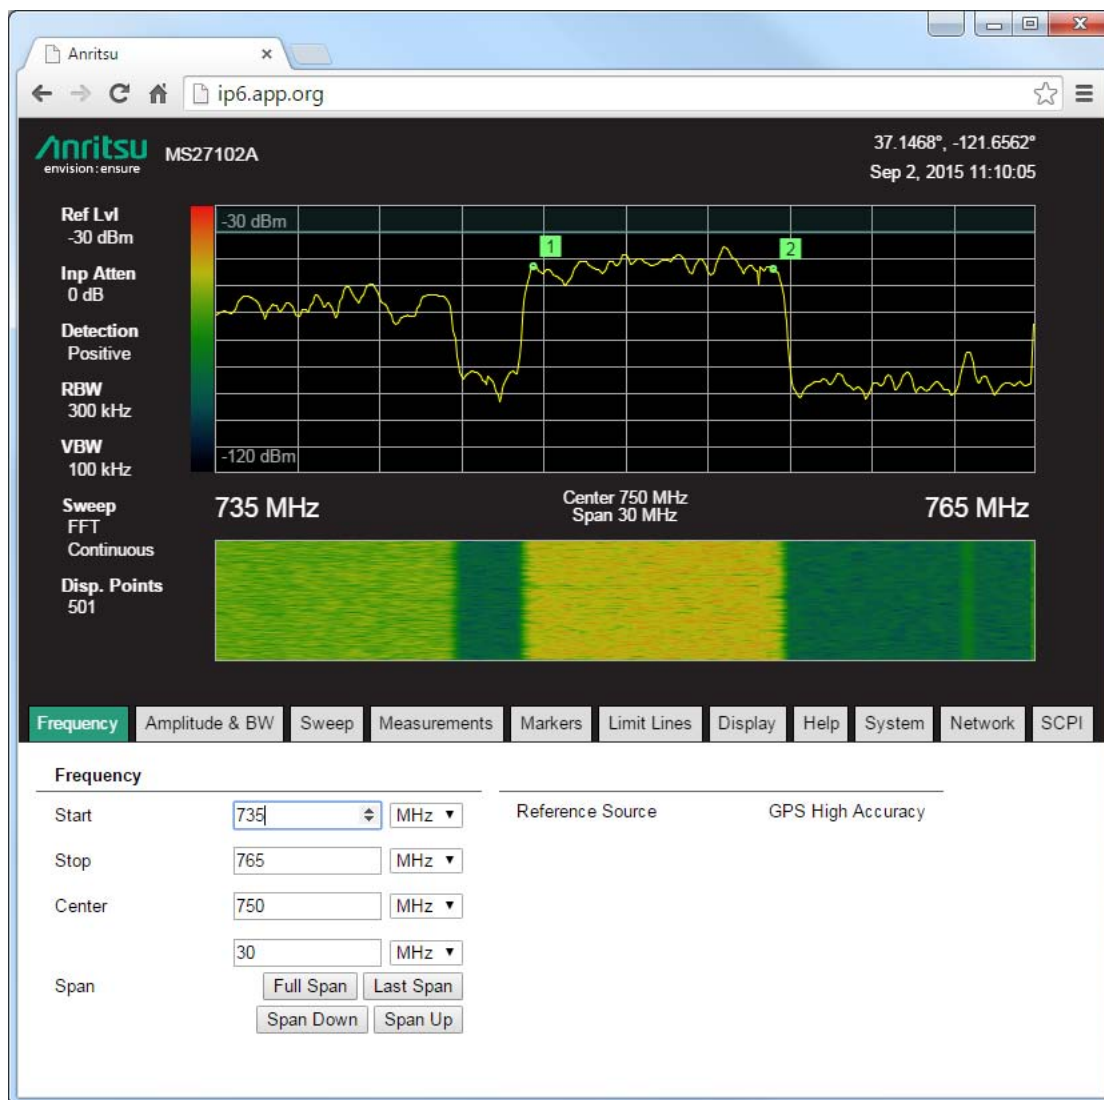 Anritsu
ip6.app.org
Anritsu
envision:ensure
MS27102A
37.1468°, -121.6562°
Sep 2, 2015 11:10:05
Ref Lvl
-30 dBm
Inp Atten
0 dB
Detection
Positive
RBW
300 kHz
VBW
100 kHz
Sweep
FFT
Continuous
Disp. Points
501
-30 dBm
1
2
-120 dBm
735 MHz
Center 750 MHz
Span 30 MHz
765 MHz
Frequency Amplitude & BW Sweep Measurements Markers Limit Lines Display Help System Network SCPI
Frequency
Start 735 MHz
Reference Source GPS High Accuracy
Stop 765 MHz
Center 750 MHz
30 MHz
Span Full Span Last Span
Span Down Span Up